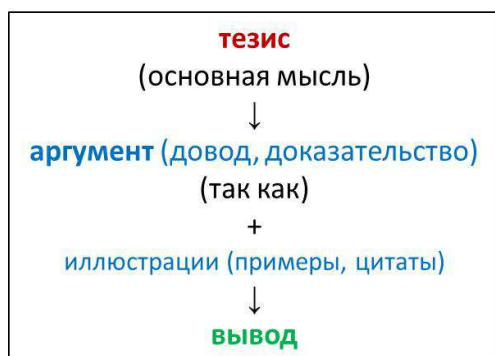 тезис
(основная мысль)
↓
аргумент (довод, доказательство)
(так как)
+
иллюстрации (примеры, цитаты)
↓
вывод